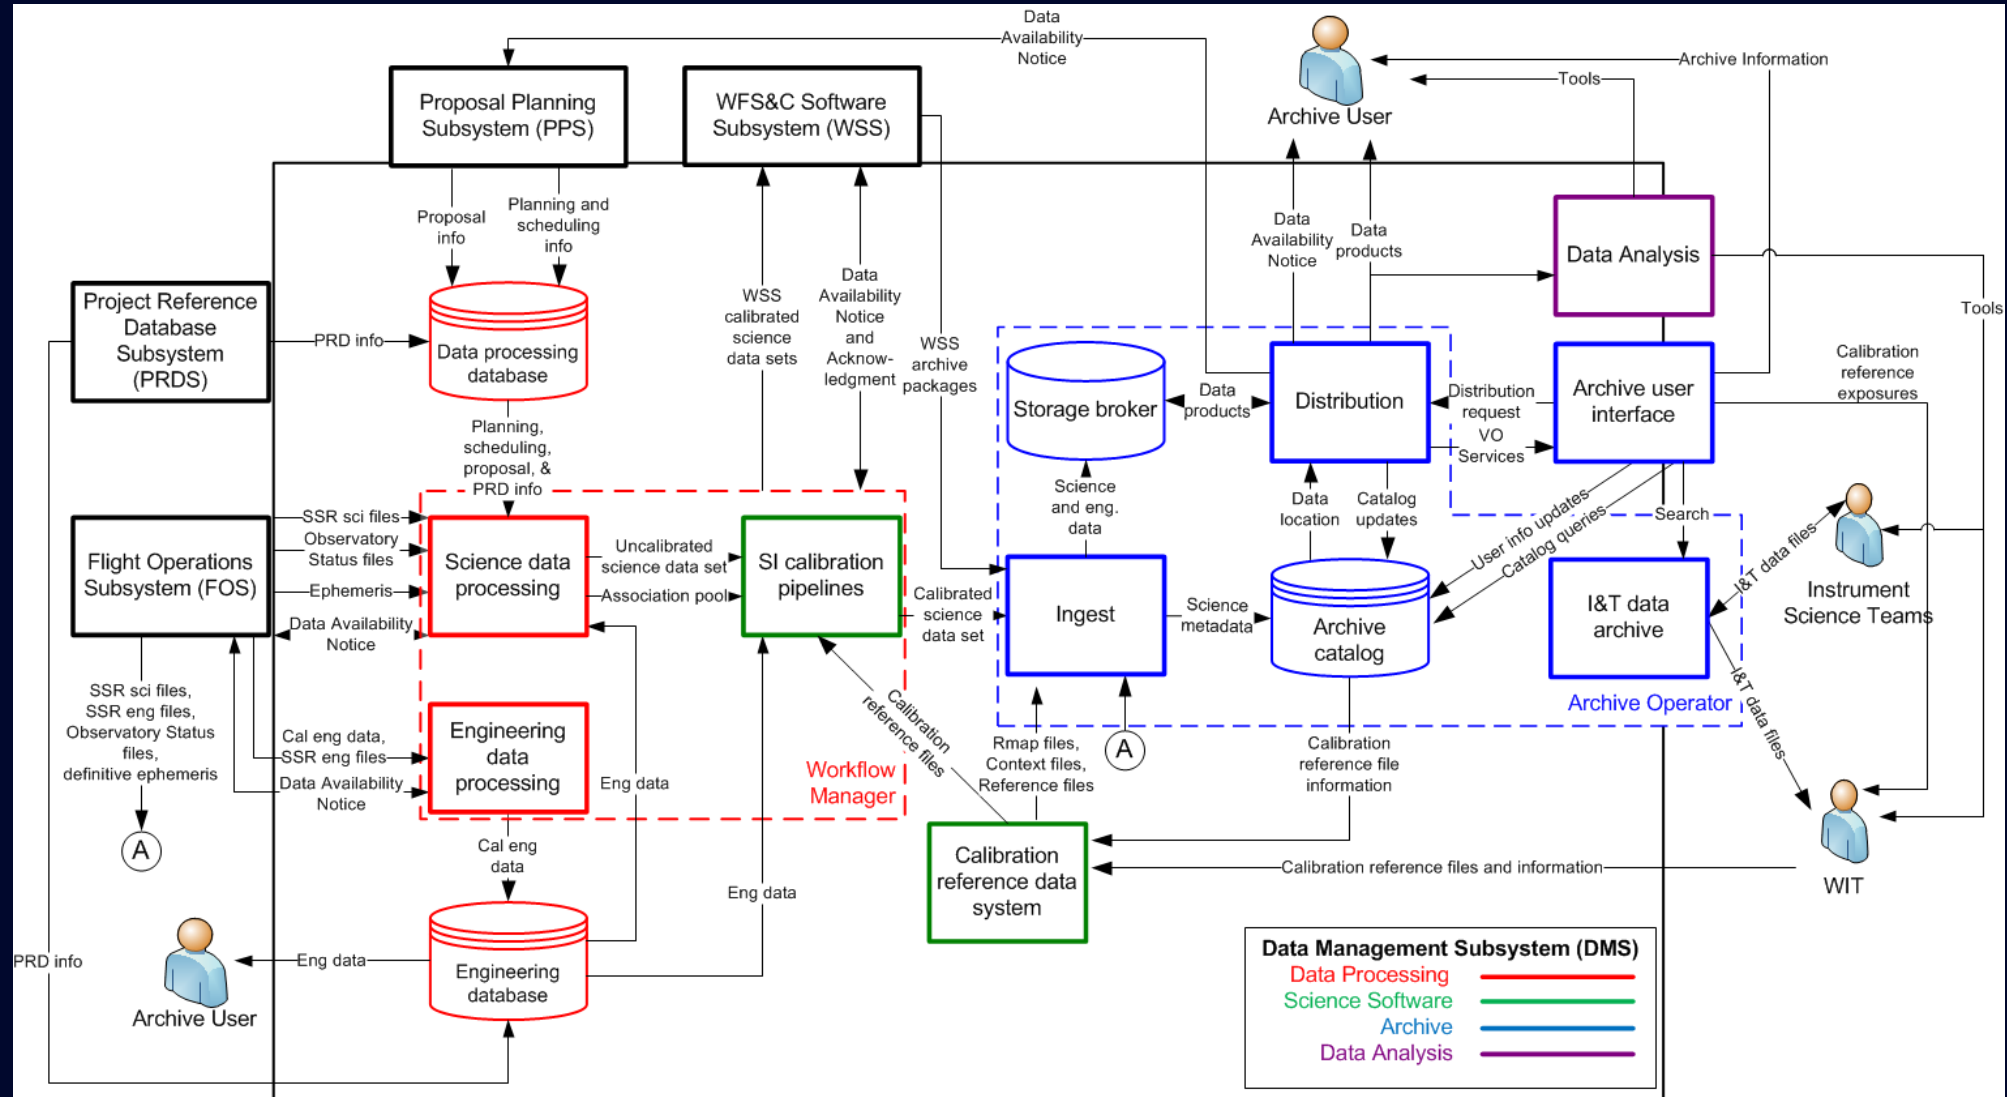 Data
Availability
Notice
Archive Information
Tools
Archive User
Proposal Planning
Subsystem (PPS)
WFS&C Software
Subsystem (WSS)
Proposal
info
Planning and
scheduling
info
Data
Availability
Notice
Data
products
Data Analysis
Tools
Project Reference
Database
Subsystem
(PRDS)
PRD info
Data processing
database
WSS
calibrated
science
data sets
Data
Availability
Notice
and
Acknow-
ledgment
WSS
archive
packages
Storage broker
Data
products
Distribution
Distribution
request
VO
Services
Archive user
interface
Calibration
reference
exposures
Planning,
scheduling,
proposal, &
PRD info
Science
and eng.
data
Data
location
Catalog
updates
User info updates
Catalog queries
Search
I&T data files
Instrument
Science Teams
Flight Operations
Subsystem (FOS)
SSR sci files
Observatory
Status files
Ephemeris
Data Availability
Notice
Science data
processing
Uncalibrated
science data set
Association pool
SI calibration
pipelines
Calibrated
science
data set
Ingest
Science
metadata
Archive
catalog
I&T data
archive
Archive Operator
I&T data files
SSR sci files,
SSR eng files,
Observatory Status
files,
definitive ephemeris
A
Cal eng data,
SSR eng files
Data Availability
Notice
Engineering
data
processing
Eng data
Workflow
Manager
Calibration
reference files
Rmap files,
Context files,
Reference files
A
Calibration
reference file
information
Cal eng
data
Eng data
Calibration
reference data
system
Calibration reference files and information
WIT
PRD info
Archive User
Eng data
Engineering
database
Data Management Subsystem (DMS)
Data Processing
Science Software
Archive
Data Analysis